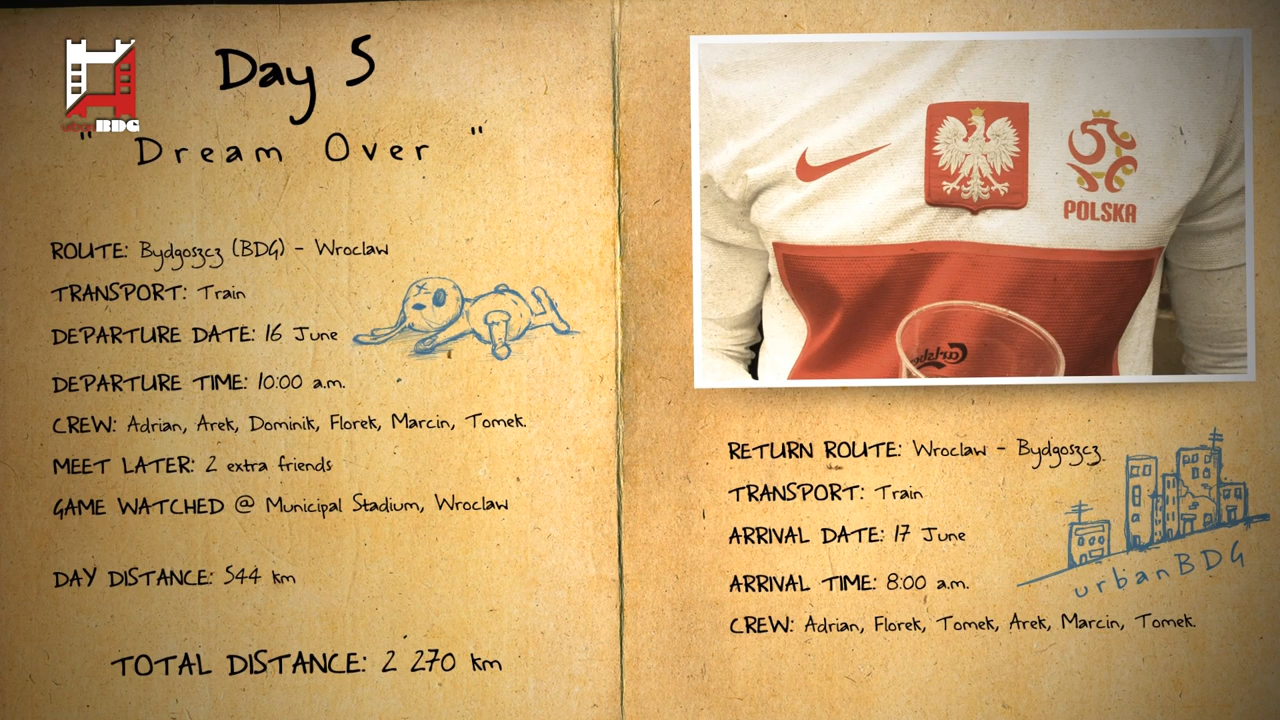 urbanBDG
Day 5
" Dream Over "
ROUTE: Bydgoszcz (BDG) - Wroclaw
TRANSPORT: Train
DEPARTURE DATE: 16 June
DEPARTURE TIME: 10:00 a.m.
CREW: Adrian, Arek, Dominik, Florek, Marcin, Tomek.
MEET LATER: 2 extra friends
GAME WATCHED @ Municipal Stadium, Wroclaw
DAY DISTANCE: 544 km
TOTAL DISTANCE: 2 270 km
POLSKA
Carlsberg
RETURN ROUTE: Wroclaw - Bydgoszcz
TRANSPORT: Train
ARRIVAL DATE: 17 June
ARRIVAL TIME: 8:00 a.m.
CREW: Adrian, Florek, Tomek, Arek, Marcin, Tomek.
urbanBDG